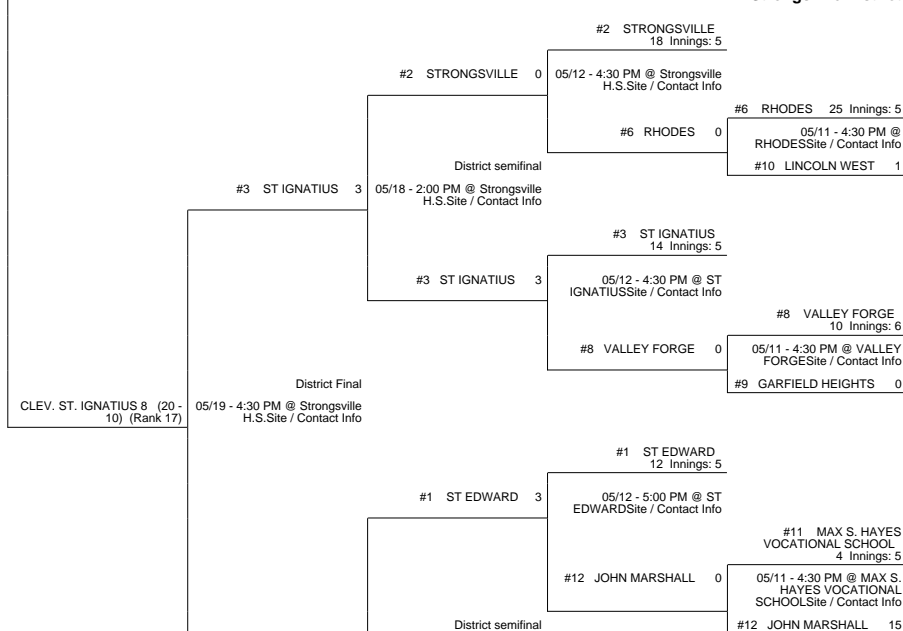 #2 STRONGSVILLE
18 Innings: 5
#2 STRONGSVILLE 0
05/12 - 4:30 PM @ Strongsville
H.S.Site / Contact Info
#6 RHODES 25 Innings: 5
#6 RHODES 0
05/11 - 4:30 PM @
RHODESSite / Contact Info
District semifinal
#10 LINCOLN WEST 1
#3 ST IGNATIUS 3
05/18 - 2:00 PM @ Strongsville
H.S.Site / Contact Info
#3 ST IGNATIUS
14 Innings: 5
#3 ST IGNATIUS 3
05/12 - 4:30 PM @ ST
IGNATIUSSite / Contact Info
#8 VALLEY FORGE
10 Innings: 6
#8 VALLEY FORGE 0
05/11 - 4:30 PM @ VALLEY
FORGESite / Contact Info
District Final
#9 GARFIELD HEIGHTS 0
CLEV. ST. IGNATIUS 8 (20 -
10) (Rank 17)
05/19 - 4:30 PM @ Strongsville
H.S.Site / Contact Info
#1 ST EDWARD
12 Innings: 5
#1 ST EDWARD 3
05/12 - 5:00 PM @ ST
EDWARDSite / Contact Info
#11 MAX S. HAYES
VOCATIONAL SCHOOL
4 Innings: 5
#12 JOHN MARSHALL 0
05/11 - 4:30 PM @ MAX S.
HAYES VOCATIONAL
SCHOOLSite / Contact Info
District semifinal
#12 JOHN MARSHALL 15